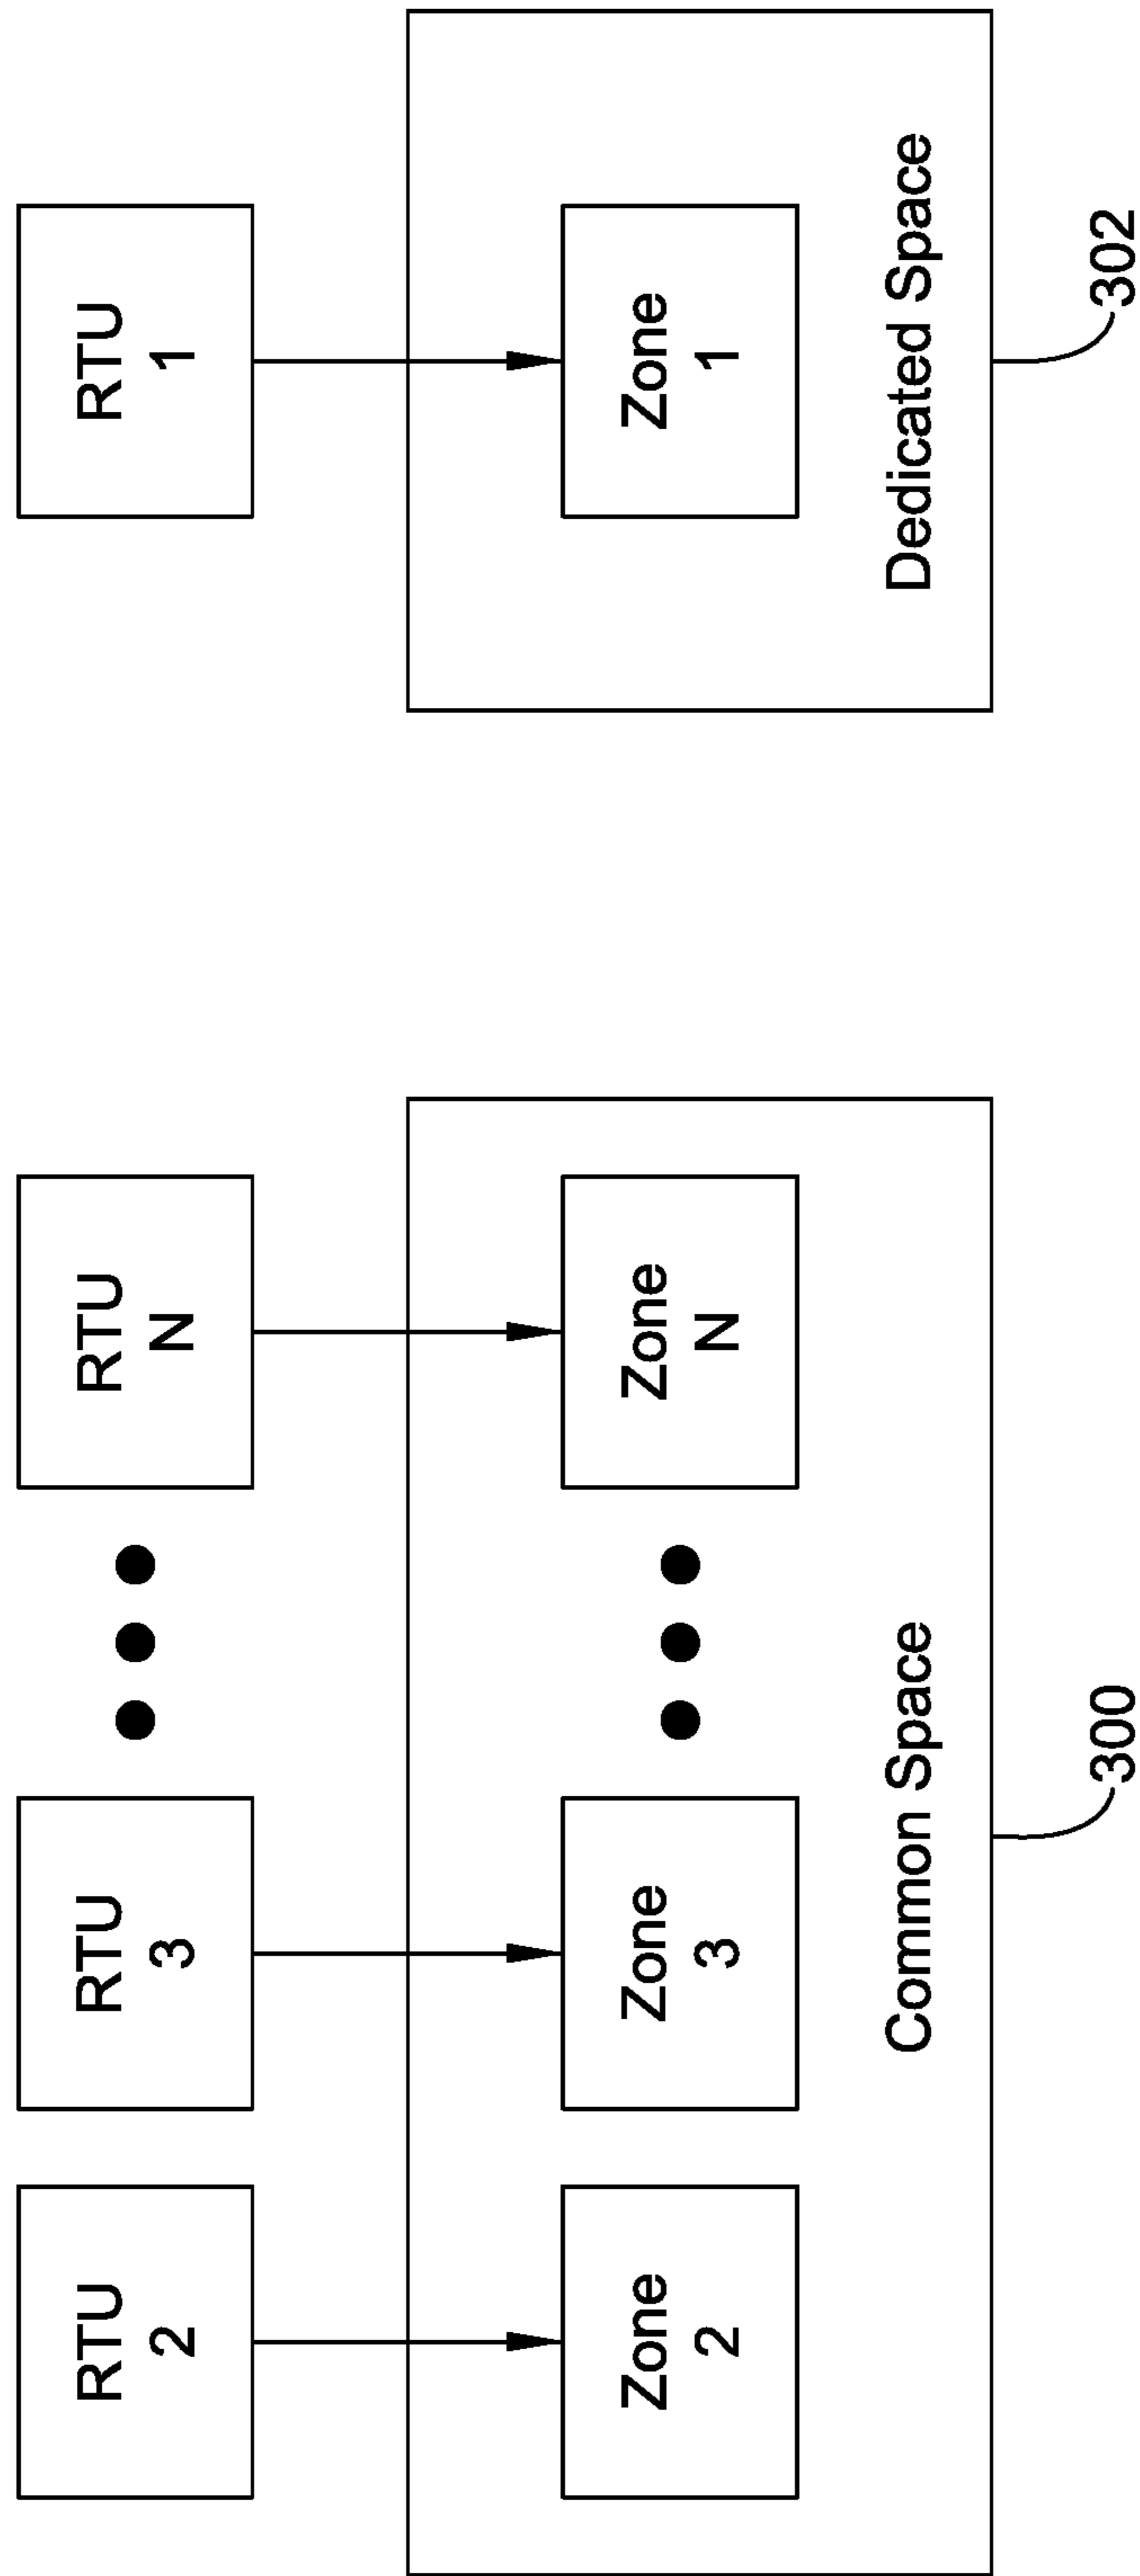 RTU
2
RTU
3
RTU
N
RTU
1
Zone
2
Zone
3
Zone
N
Zone
1
Common Space
Dedicated Space
300
302